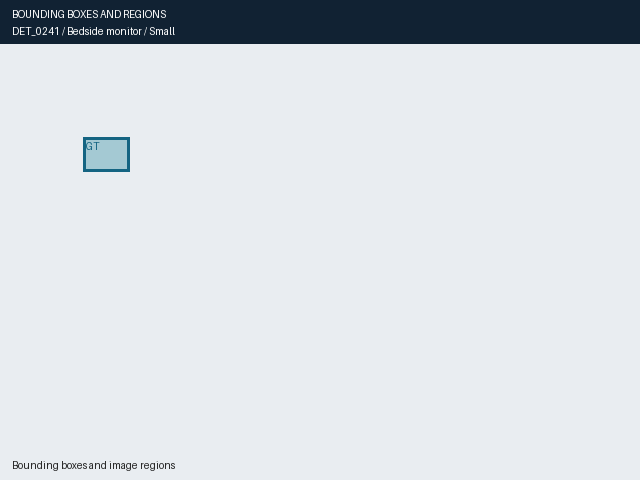 BOUNDING BOXES AND REGIONS
DET_0241 / Bedside monitor / Small
GT
Bounding boxes and image regions